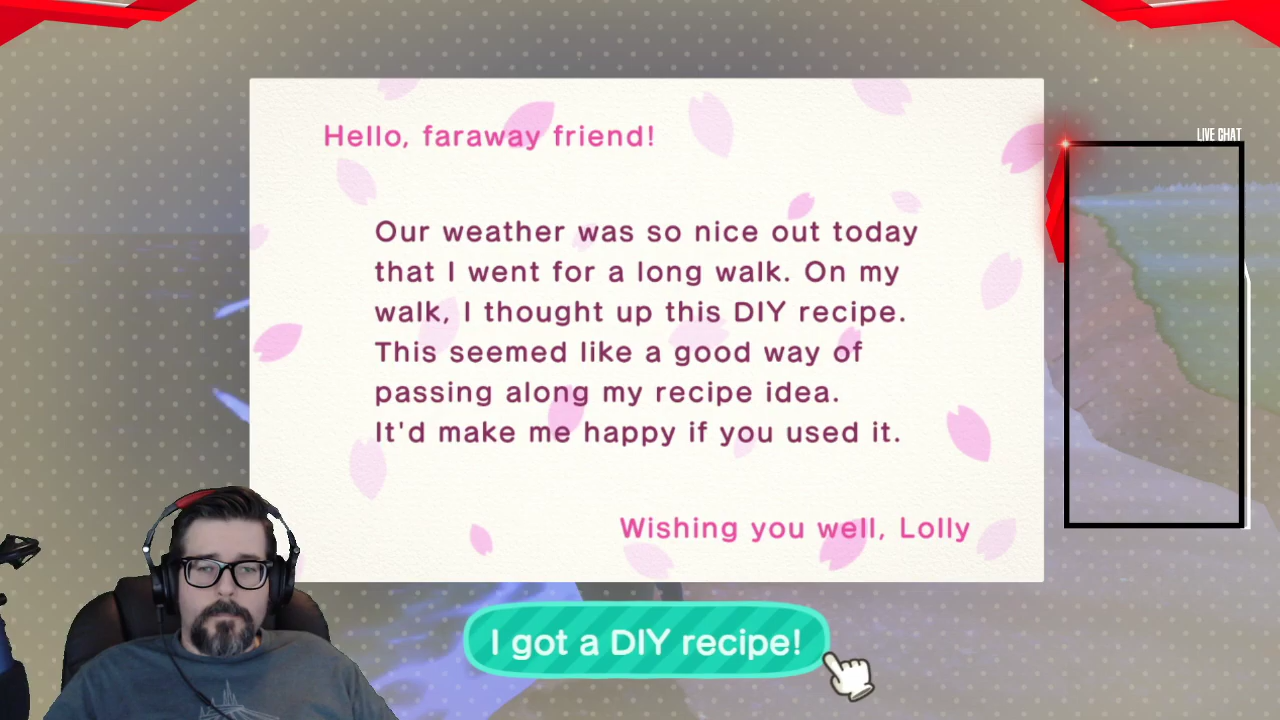 LIVE CHAT
Hello, faraway friend!
Our weather was so nice out today
that I went for a long walk. On my
walk, I thought up this DIY recipe.
This seemed like a good way of
passing along my recipe idea.
It'd make me happy if you used it.
Wishing you well, Lolly
I got a DIY recipe!